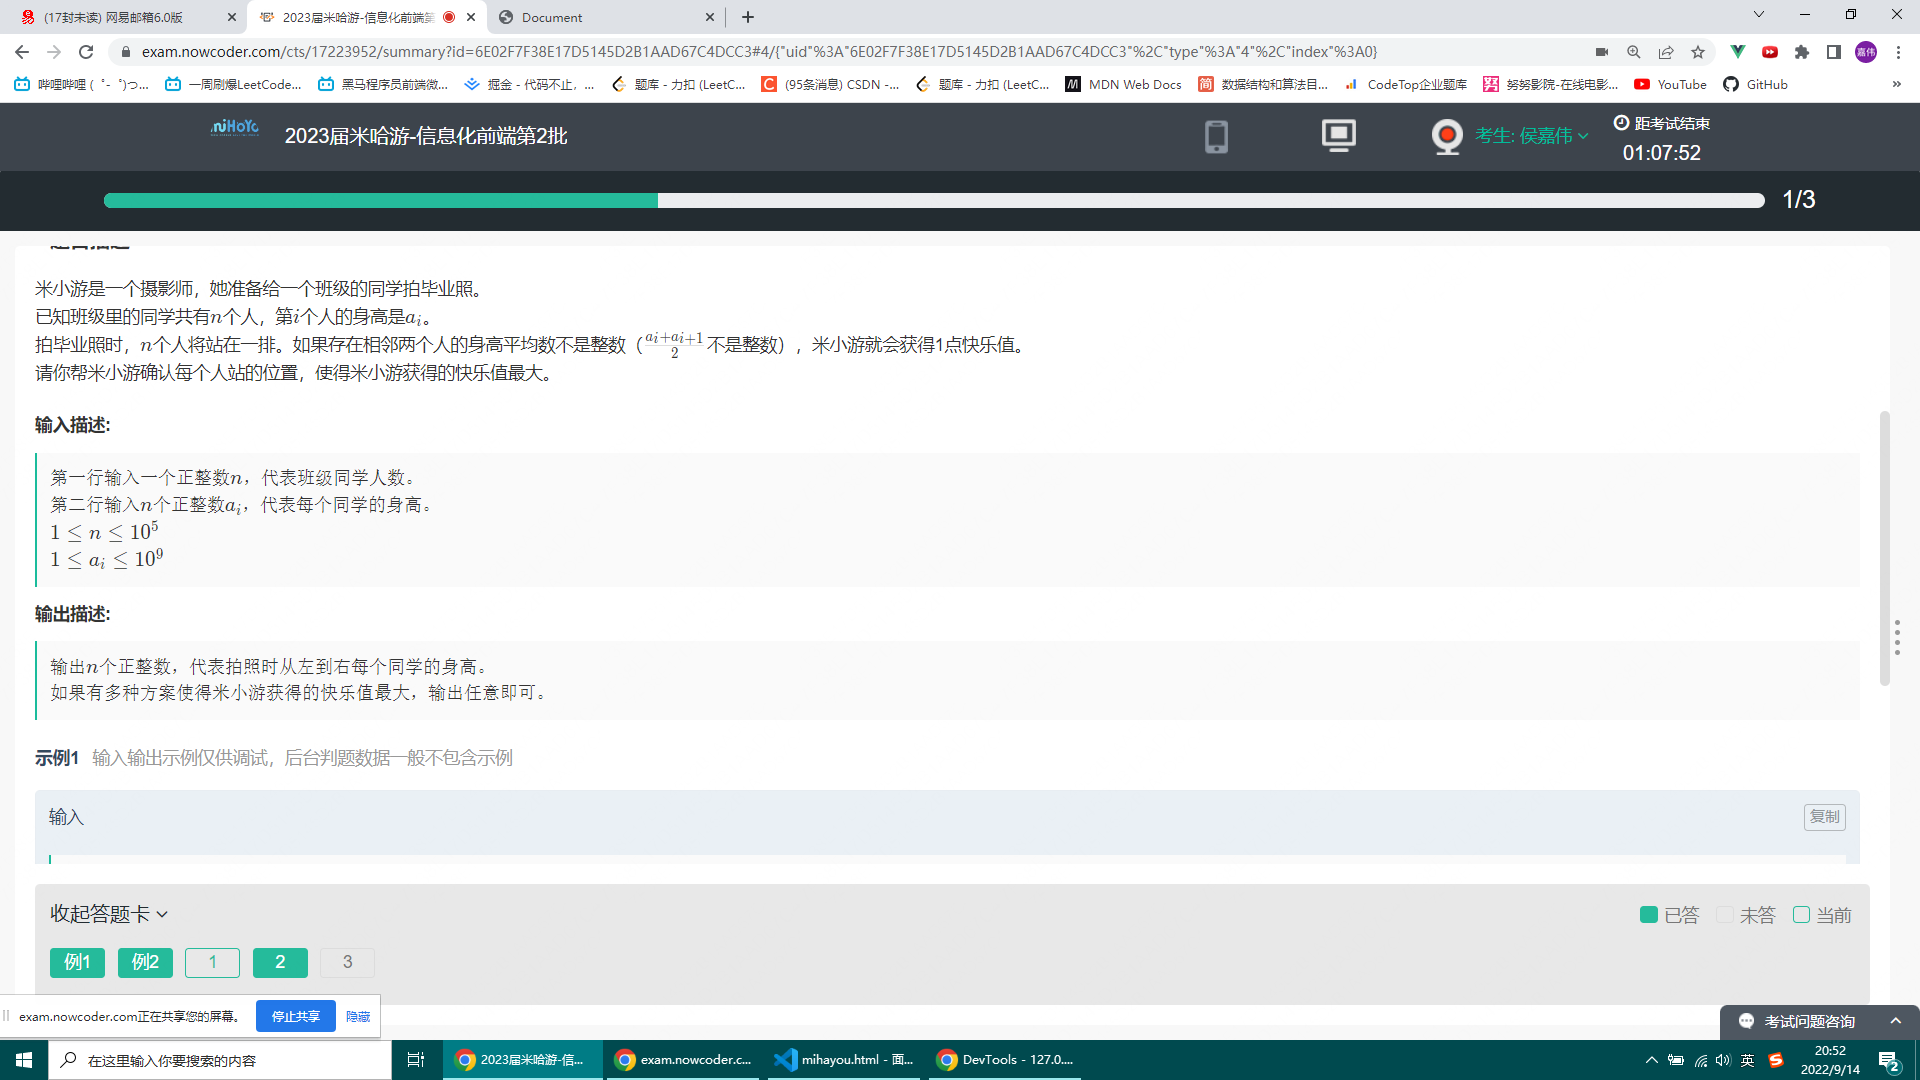 (17封未读) 网易邮箱6.0版
2023届米哈游-信息化前端第
Document
exam.nowcoder.com/cts/17223952/summary?id=6E02F7F38E17D5145D2B1AAD67C4DCC3#4/{"uid"%3A"6E02F7F38E17D5145D2B1AAD67C4DCC3"%2C"type"%3A"4"%2C"index"%3A0}
嘉伟
哔哩哔哩 (゜-゜)つ...
一周刷爆LeetCode...
黑马程序员前端微...
掘金 - 代码不止，...
题库 - 力扣 (LeetC...
(95条消息) CSDN -...
题库 - 力扣 (LeetC...
MDN Web Docs
数据结构和算法目...
CodeTop企业题库
努努影院-在线电影...
YouTube
GitHub
miHoYo
2023届米哈游-信息化前端第2批
考生: 侯嘉伟
距考试结束
01:07:52
1/3
米小游是一个摄影师，她准备给一个班级的同学拍毕业照。
已知班级里的同学共有n个人，第i个人的身高是aᵢ。
拍毕业照时，n个人将站在一排。如果存在相邻两个人的身高平均数不是整数（(aᵢ+aᵢ+1)/2 不是整数），米小游就会获得1点快乐值。
请你帮米小游确认每个人站的位置，使得米小游获得的快乐值最大。
输入描述:
第一行输入一个正整数n，代表班级同学人数。
第二行输入n个正整数aᵢ，代表每个同学的身高。
1 ≤ n ≤ 10⁵
1 ≤ aᵢ ≤ 10⁹
输出描述:
输出n个正整数，代表拍照时从左到右每个同学的身高。
如果有多种方案使得米小游获得的快乐值最大，输出任意即可。
示例1 输入输出示例仅供调试，后台判题数据一般不包含示例
输入
复制
收起答题卡
已答 未答 当前
例1 例2 1 2 3
exam.nowcoder.com正在共享您的屏幕。 停止共享 隐藏
考试问题咨询
在这里输入你要搜索的内容
2023届米哈游-信...
exam.nowcoder.c...
mihayou.html - 面...
DevTools - 127.0....
英
20:52
2022/9/14
2